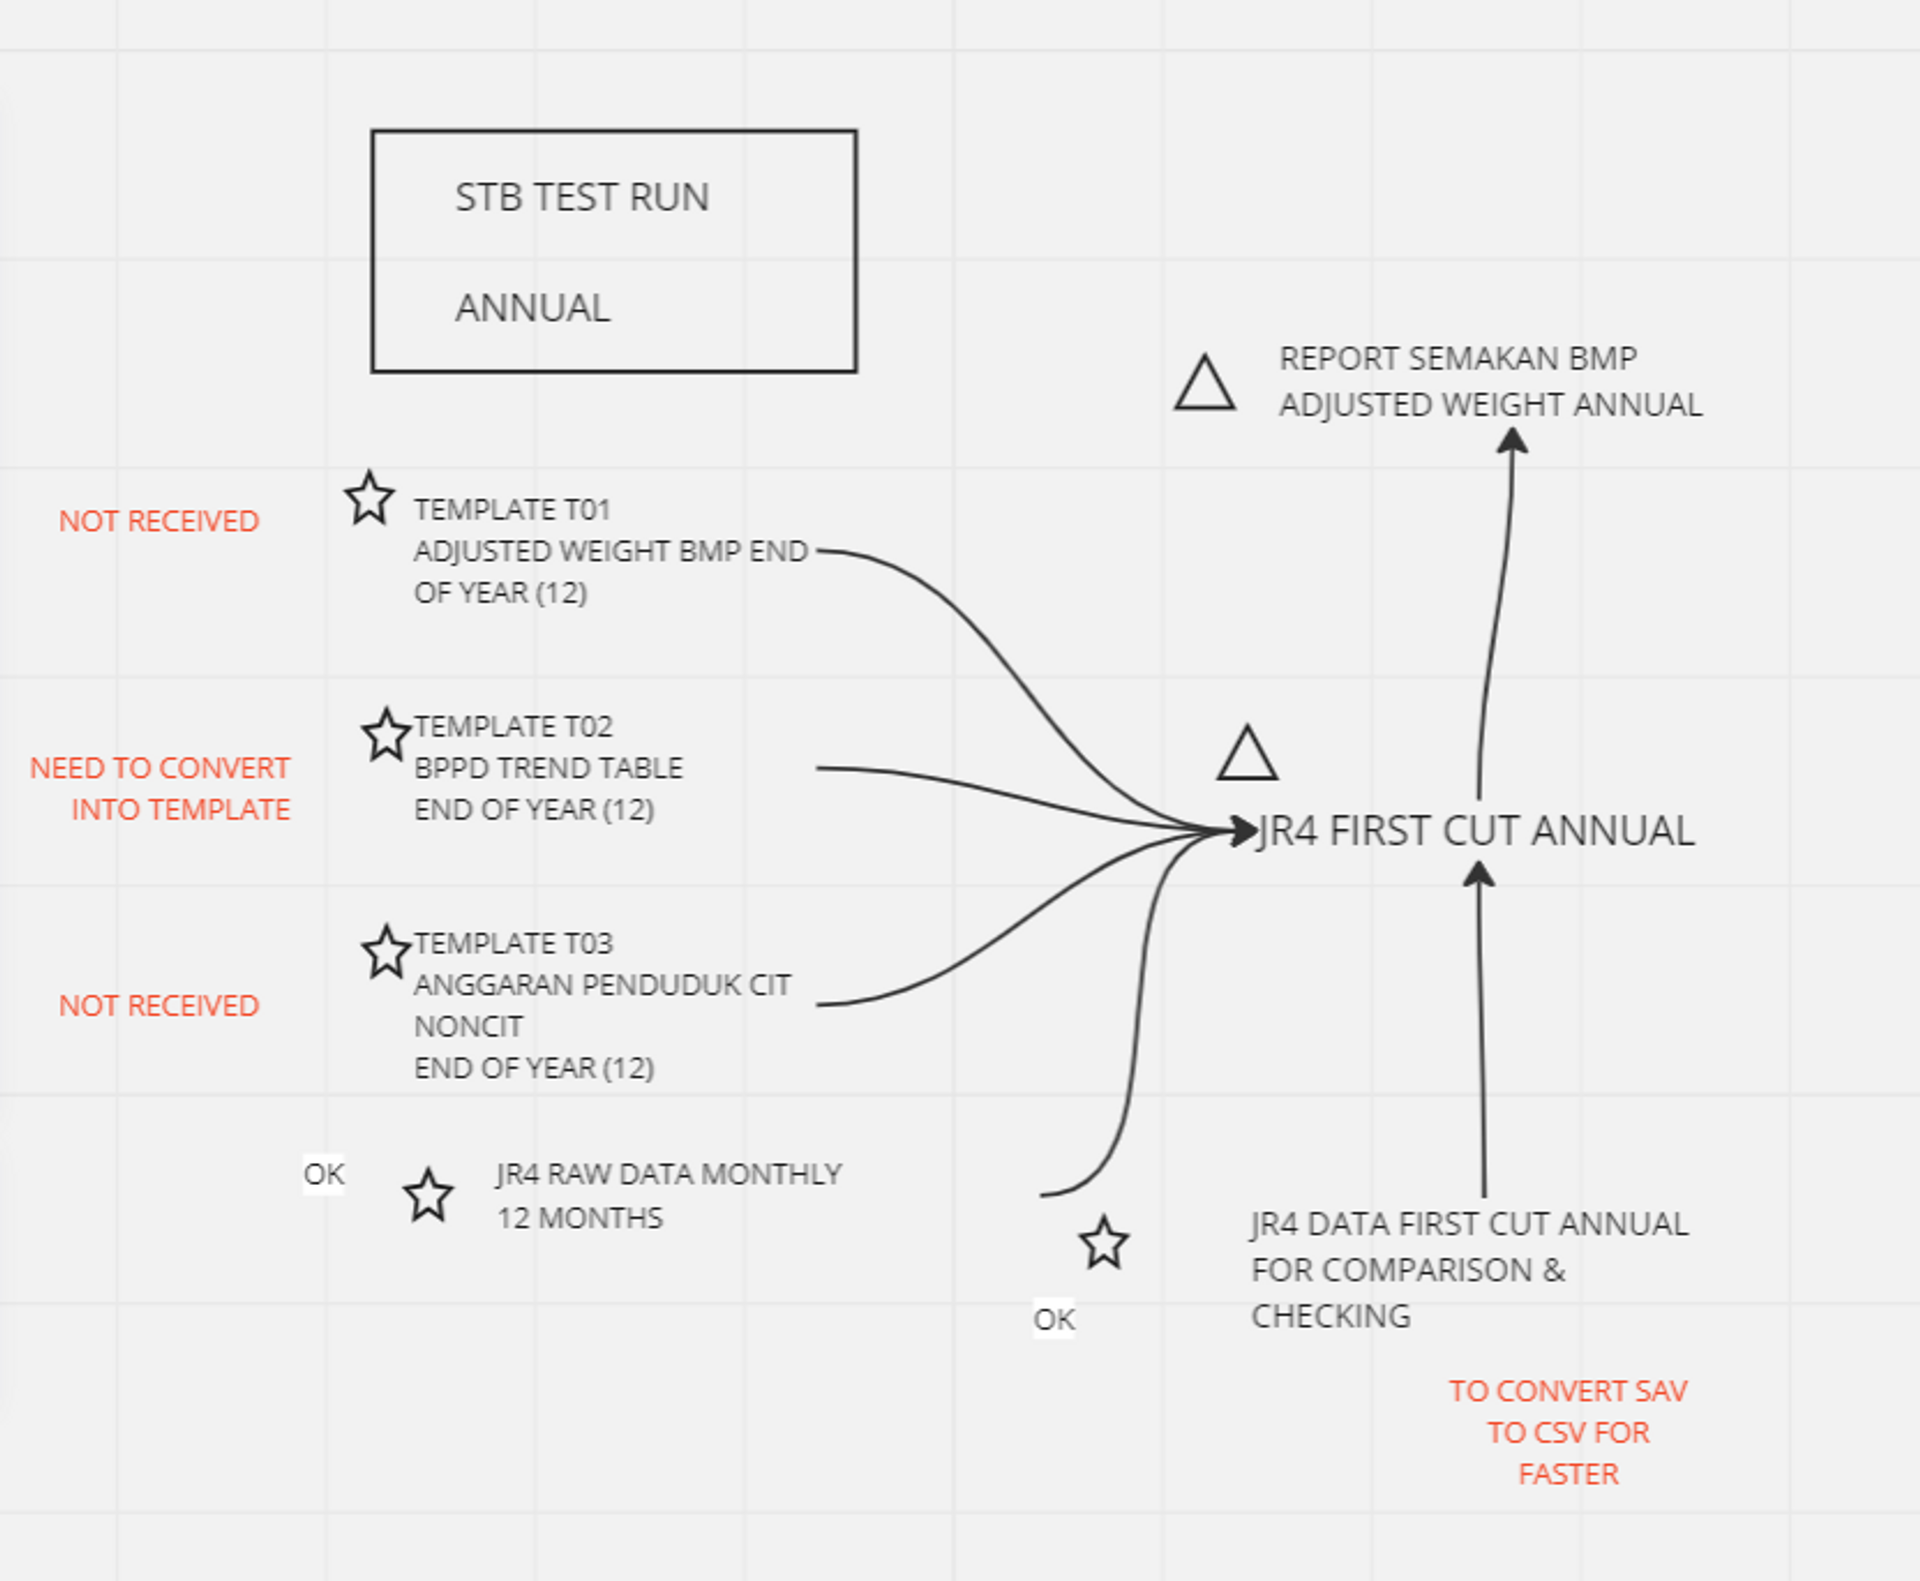 STB TEST RUN
ANNUAL
REPORT SEMAKAN BMP
ADJUSTED WEIGHT ANNUAL
NOT RECEIVED
TEMPLATE T01
ADJUSTED WEIGHT BMP END
OF YEAR (12)
NEED TO CONVERT
INTO TEMPLATE
TEMPLATE T02
BPPD TREND TABLE
END OF YEAR (12)
JR4 FIRST CUT ANNUAL
NOT RECEIVED
TEMPLATE T03
ANGGARAN PENDUDUK CIT
NONCIT
END OF YEAR (12)
OK
JR4 RAW DATA MONTHLY
12 MONTHS
OK
JR4 DATA FIRST CUT ANNUAL
FOR COMPARISON &
CHECKING
TO CONVERT SAV
TO CSV FOR
FASTER